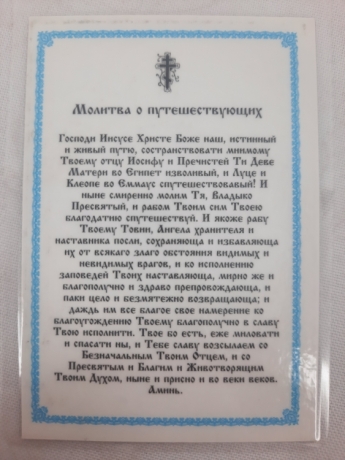 Молитва о путешествующих
Господи Иисусе Христе Боже наш, истинный
и живый путю, состранствовати мнимому
Твоему отцу Иосифу и Пречистей Ти Деве
Матери во Египет изволивый, и Луце и
Клеопе во Еммаус спутешествовавый! И
ныне смиренно молим Тя, Владыко
Пресвятый, и рабом Твоим сим Твоею
благодатию спутешествуй. И якоже рабу
Твоему Товии, Ангела хранителя и
наставника посли, сохраняюща и избавляюща
их от всякаго злаго обстояния видимых и
невидимых врагов, и ко исполнению
заповедей Твоих наставляюща, мирно же и
благополучно и здраво препровождающа, и
паки цело и безмятежно возвращающа; и
даждь им все благое свое намерение ко
благоугождению Твоему благополучно в славу
Твою исполнити. Твое бо есть, еже миловати
и спасати ны, и Тебе славу возсылаем со
Безначальным Твоим Отцем, и со
Пресвятым и Благим и Животворящим
Твоим Духом, ныне и присно и во веки веков.
Аминь.